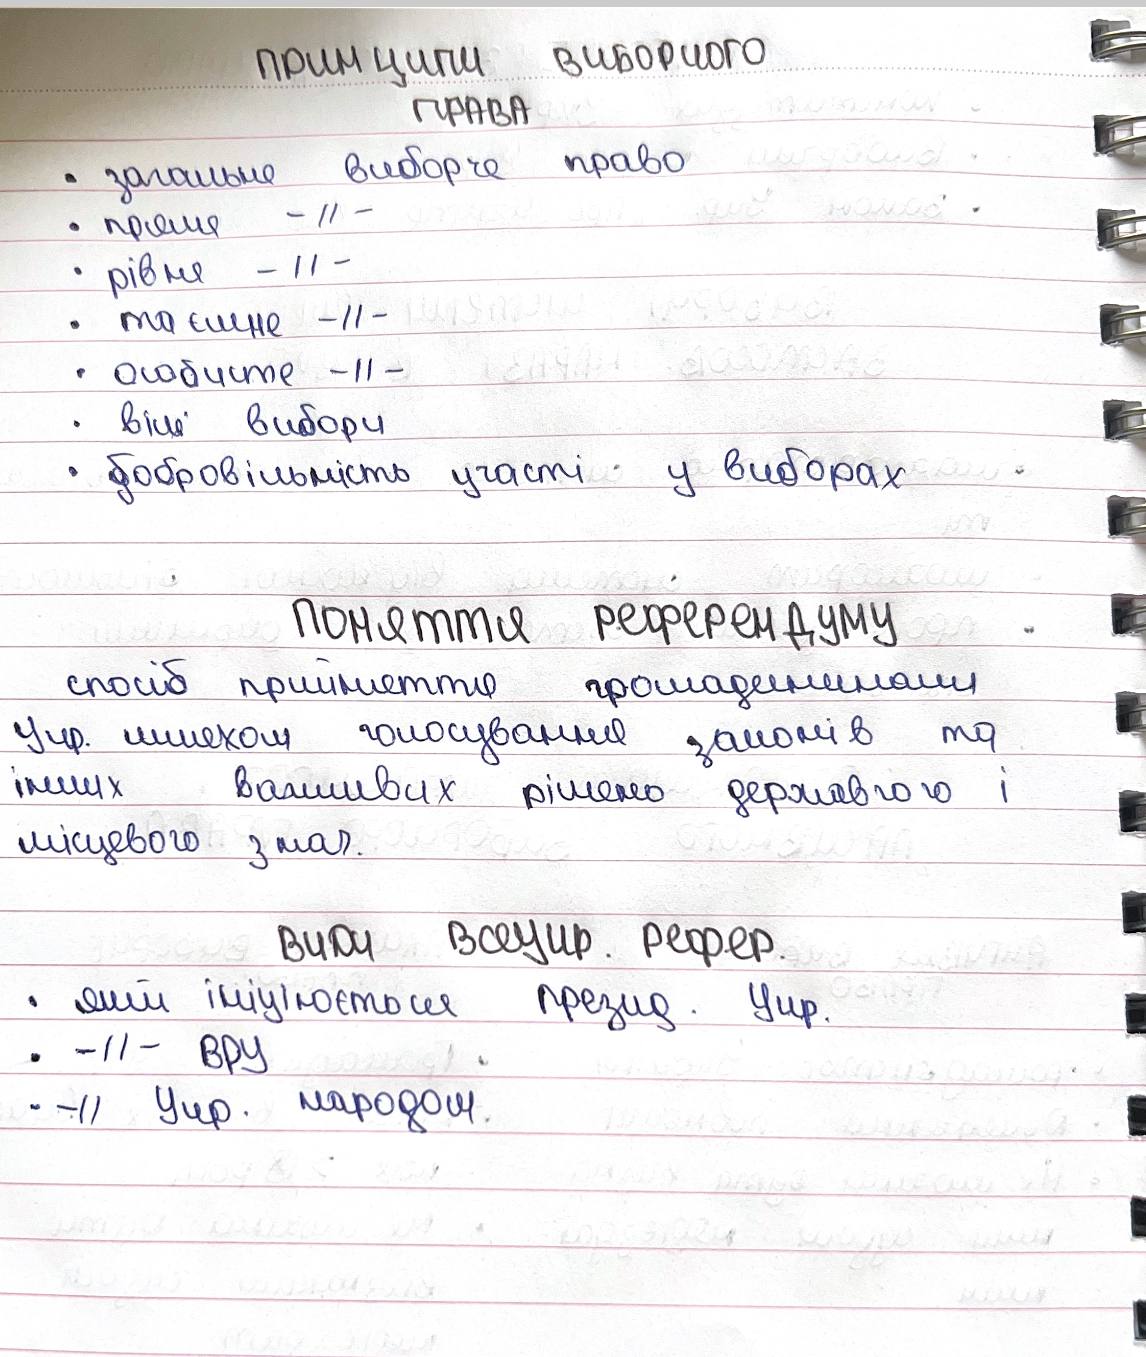 ПРИНЦИПИ ВИБОРЧОГО
ПРАВА
• загальне виборче право
• пряме -//-
• рівне -//-
• таємне -//-
• особисте -//-
• вільні вибори
• добровільність участі у виборах
ПОНЯТТЯ РЕФЕРЕНДУМУ
спосіб прийняття громадянинами
Укр. шляхом голосування законів та
інших важливих рішень державного і
місцевого знач.
ВИДИ ВСЕУКР. РЕФЕР.
• який ініціюється презид. Укр.
• -//- ВРУ
• -// Укр. народом.